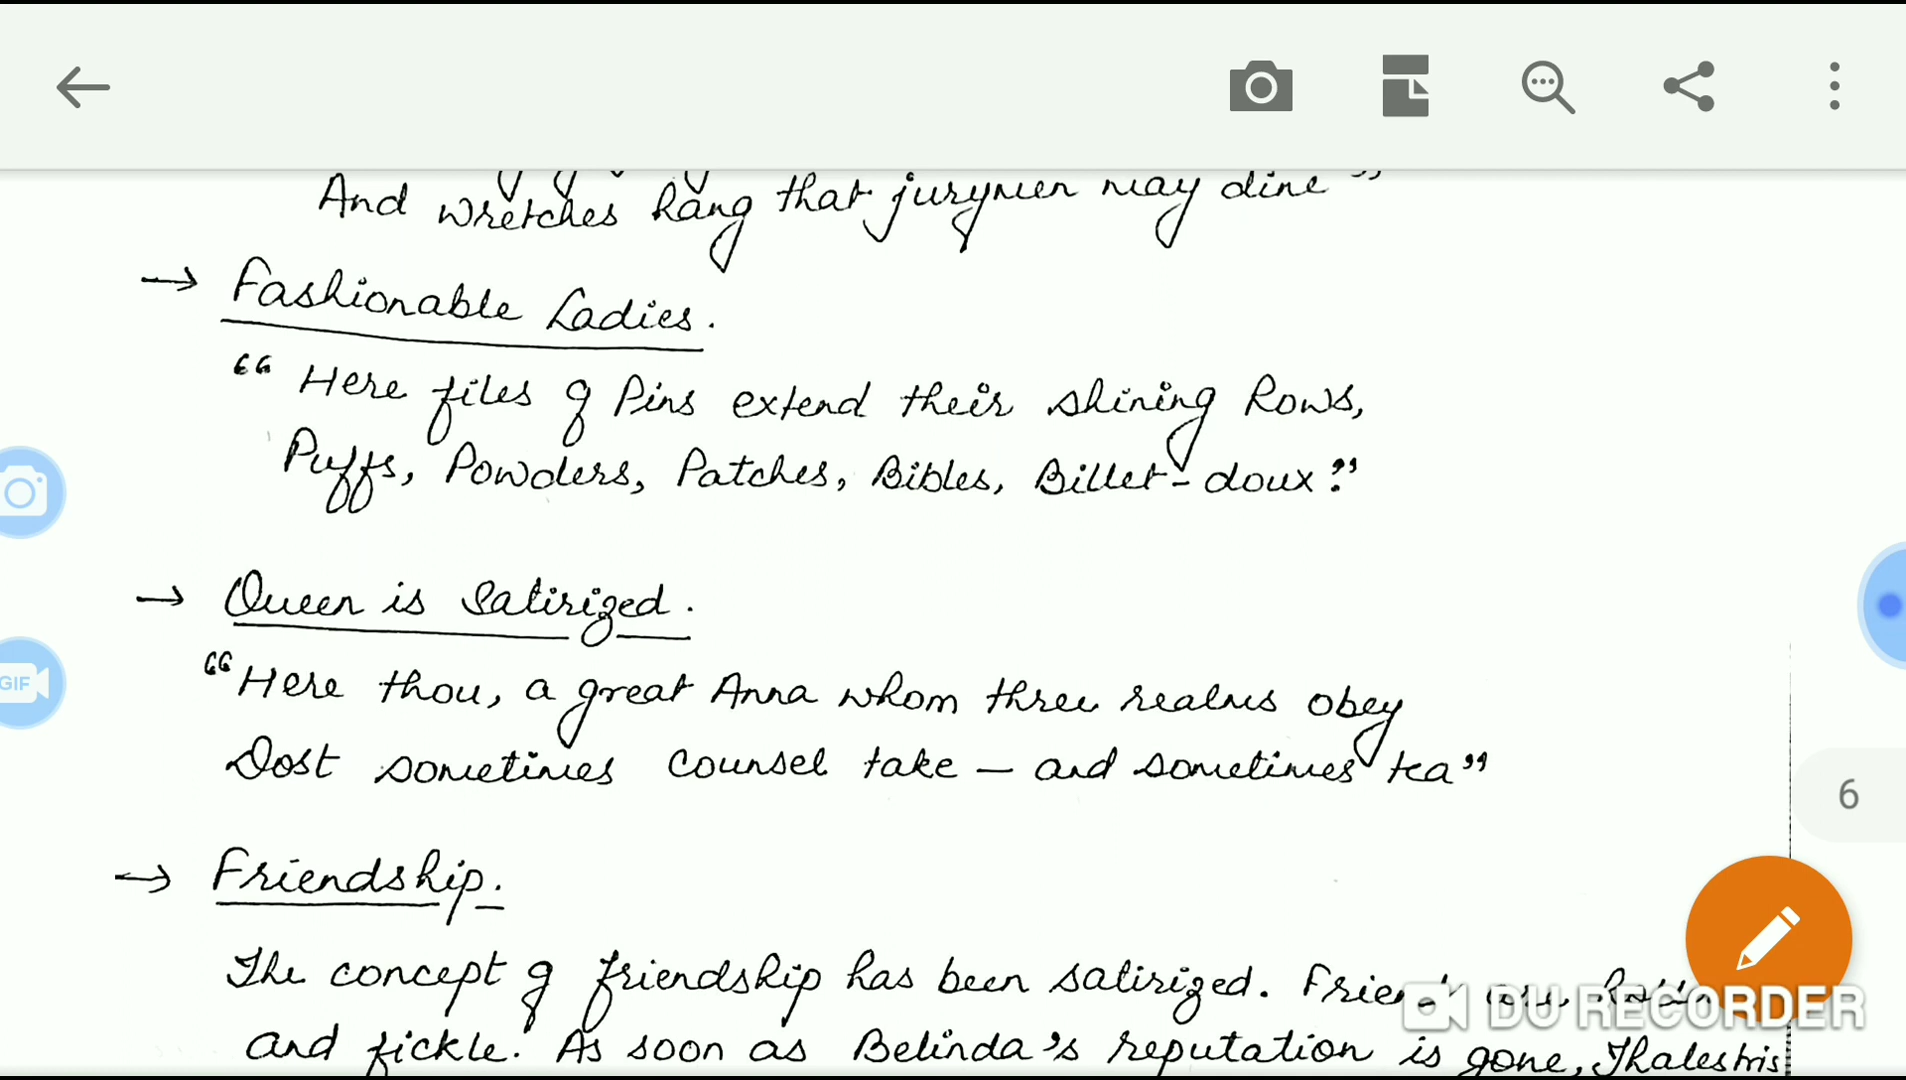 And wretches hang that jurymen may dine”
→ Fashionable Ladies.
“Here files of Pins extend their shining Rows,
Puffs, Powders, Patches, Bibles, Billet-doux?”
→ Queen is Satirized.
“Here thou, a great Anna whom three realms obey
Dost sometimes counsel take — and sometimes tea”
GIF
6
→ Friendship.
The concept of friendship has been satirized. Friends are
and fickle. As soon as Belinda's reputation is gone, Thalestris
DU RECORDER